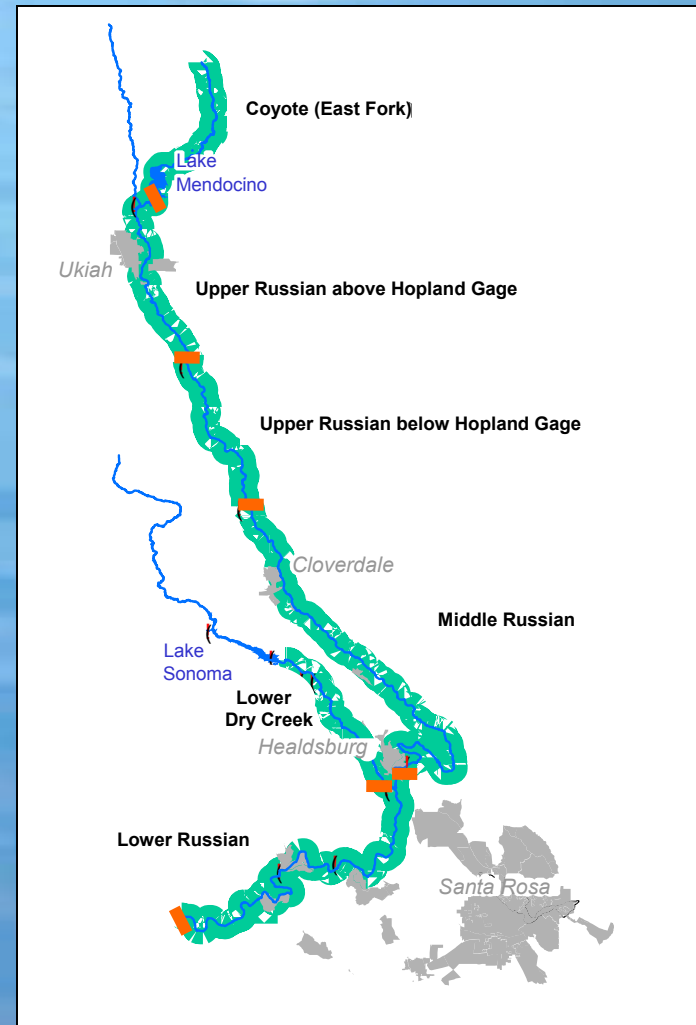 Coyote (East Fork)
Lake
Mendocino
Ukiah
Upper Russian above Hopland Gage
Upper Russian below Hopland Gage
Cloverdale
Middle Russian
Lake
Sonoma
Lower
Dry Creek
Healdsburg
Lower Russian
Santa Rosa